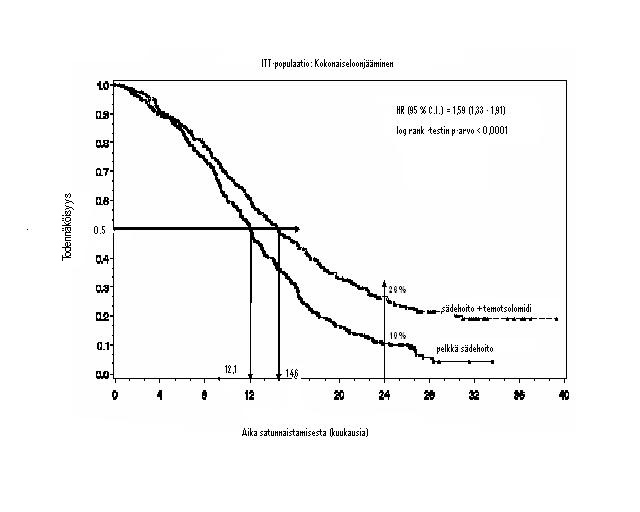 ITT-populaatio: Kokonaiseloonjääminen
HR (95 % C.I.) = 1,59 (1,33 - 1,91)
log rank -testin p-arvo < 0,0001
Todennäköisyys
1.0
0.9
0.8
0.7
0.6
0.5
0.4
0.3
0.2
0.1
0.0
sädehoito + temotsolomidi
pelkkä sädehoito
10 %
12,1
14,6
0 4 8 12 20 24 28 32 36 40
Aika satunnaistamisesta (kuukausia)